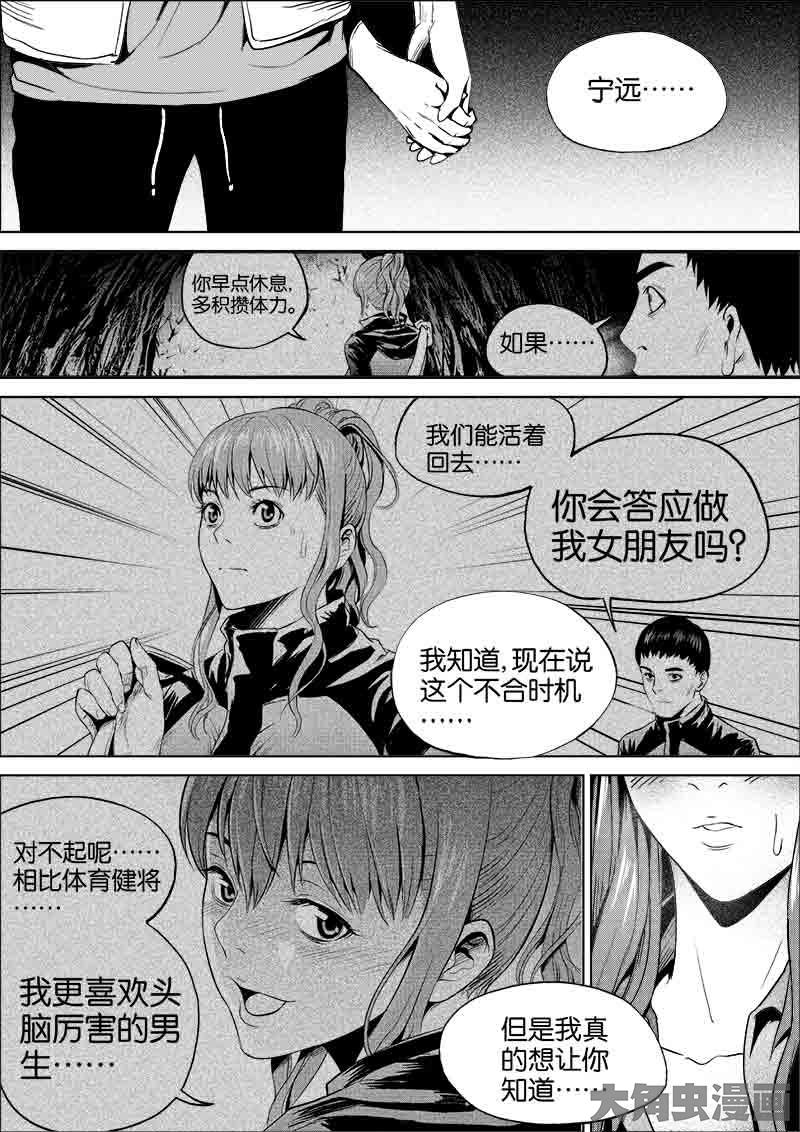 宁远……
你早点休息,
多积攒体力。
如果……
我们能活着
回去……
你会答应做
我女朋友吗?
我知道,现在说
这个不合时机
……
对不起呢……
相比体育健将
……
我更喜欢头
脑厉害的男
生……
但是我真
的想让你
知道……
大角虫漫画